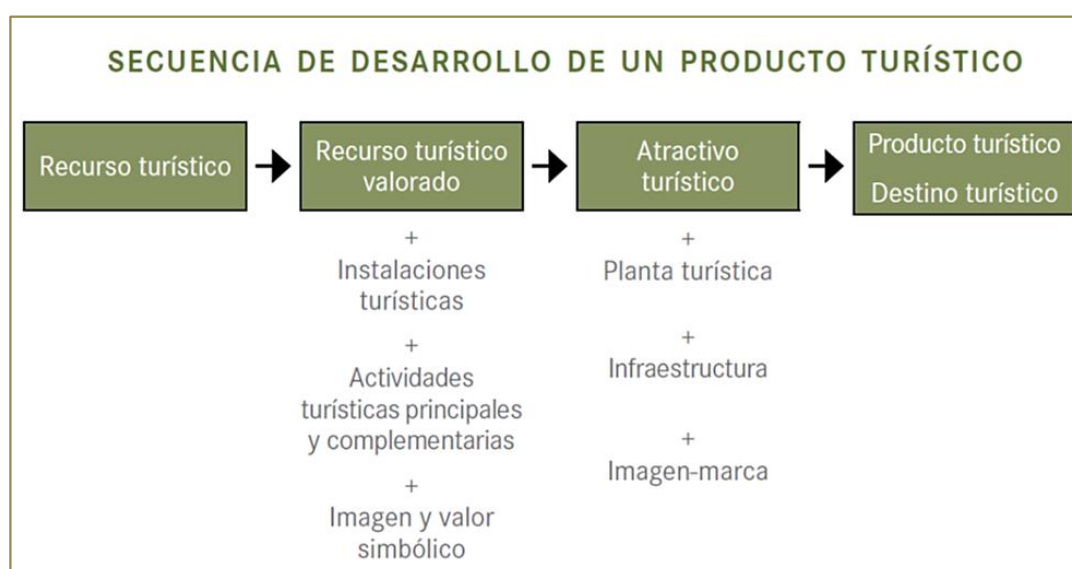 SECUENCIA DE DESARROLLO DE UN PRODUCTO TURÍSTICO
Recurso turístico
Recurso turístico
valorado
Atractivo
turístico
Producto turístico
Destino turístico
+
Instalaciones
turísticas
+
Actividades
turísticas principales
y complementarias
+
Imagen y valor
simbólico
+
Planta turística
+
Infraestructura
+
Imagen-marca